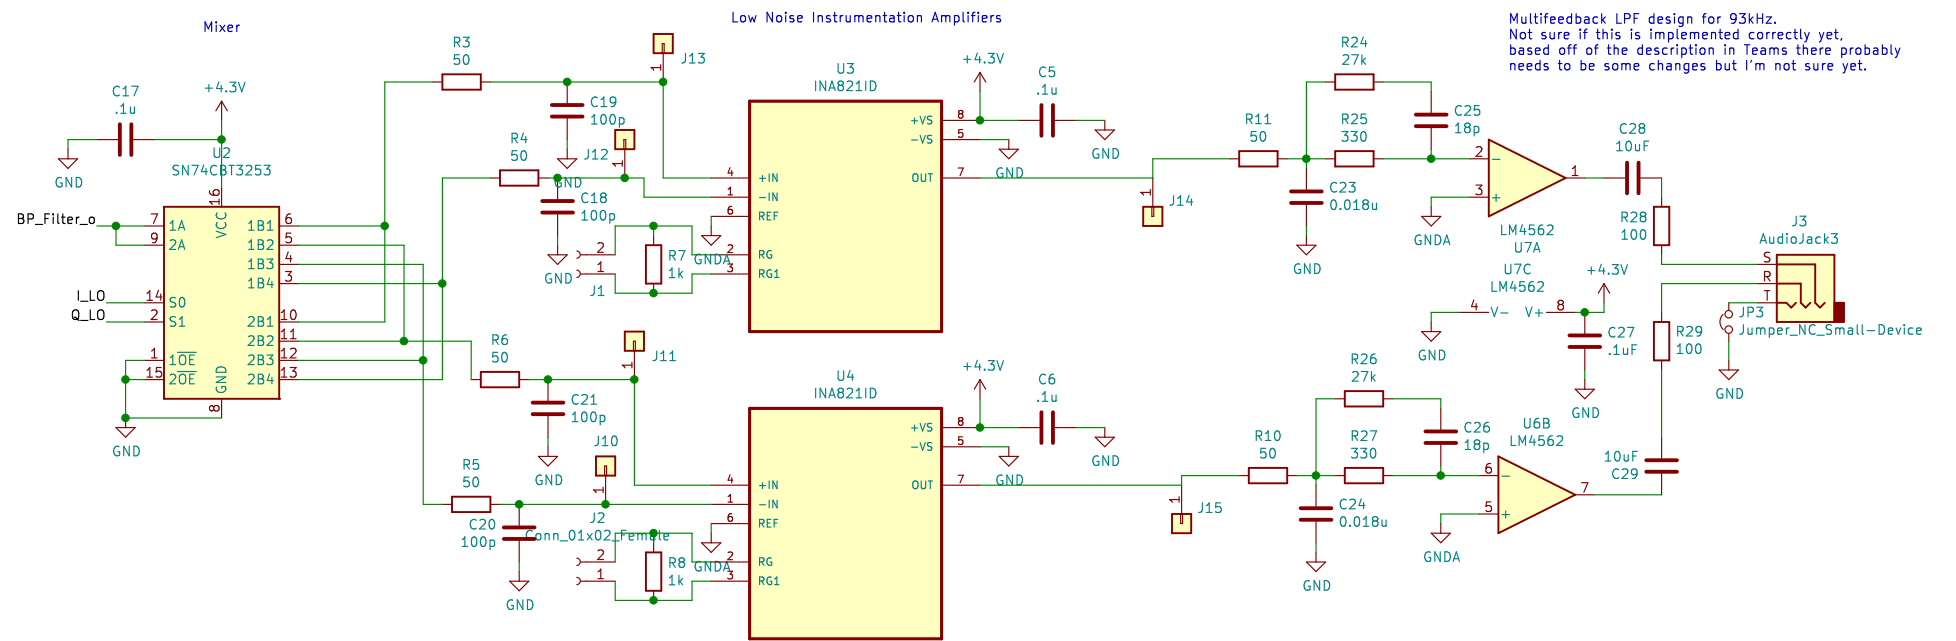 Mixer
Low Noise Instrumentation Amplifiers
Multifeedback LPF design for 93kHz.
Not sure if this is implemented correctly yet,
based off of the description in Teams there probably
needs to be some changes but I'm not sure yet.
C17
.1u
+4.3V
GND
U2
SN74CBT3253
BP_Filter_o
I_LO
Q_LO
7 1A
9 2A
14 S0
2 S1
1 1OE
15 2OE
16 VCC
GND 8
1B1 6
1B2 5
1B3 4
1B4 3
2B1 10
2B2 11
2B3 12
2B4 13
GND
R3
50
J13
1
C19
100p
GND
R4
50
J12
1
C18
100p
GND
2
1
J1
R7
1k
GNDA
U3
INA821ID
4 +IN
1 -IN
6 REF
2 RG
3 RG1
+VS 8
-VS 5
OUT 7
+4.3V
C5
.1u
GND
GND
R6
50
J11
1
C21
100p
GND
R5
50
J10
1
C20
100p
GND
J2
Conn_01x02_Female
2
1
R8
1k
GNDA
U4
INA821ID
4 +IN
1 -IN
6 REF
2 RG
3 RG1
+VS 8
-VS 5
OUT 7
+4.3V
C6
.1u
GND
GND
1
J14
R11
50
R24
27k
R25
330
C25
18p
C23
0.018u
GND
GNDA
2 -
3 +
1
LM4562
U7A
C28
10uF
R28
100
U7C
LM4562
4 V- V+ 8
+4.3V
GND
C27
.1uF
GND
J3
AudioJack3
S
R
T
JP3
Jumper_NC_Small-Device
GND
R29
100
1
J15
R10
50
R26
27k
R27
330
C26
18p
C24
0.018u
GND
GNDA
U6B
LM4562
6 -
5 +
7
10uF
C29